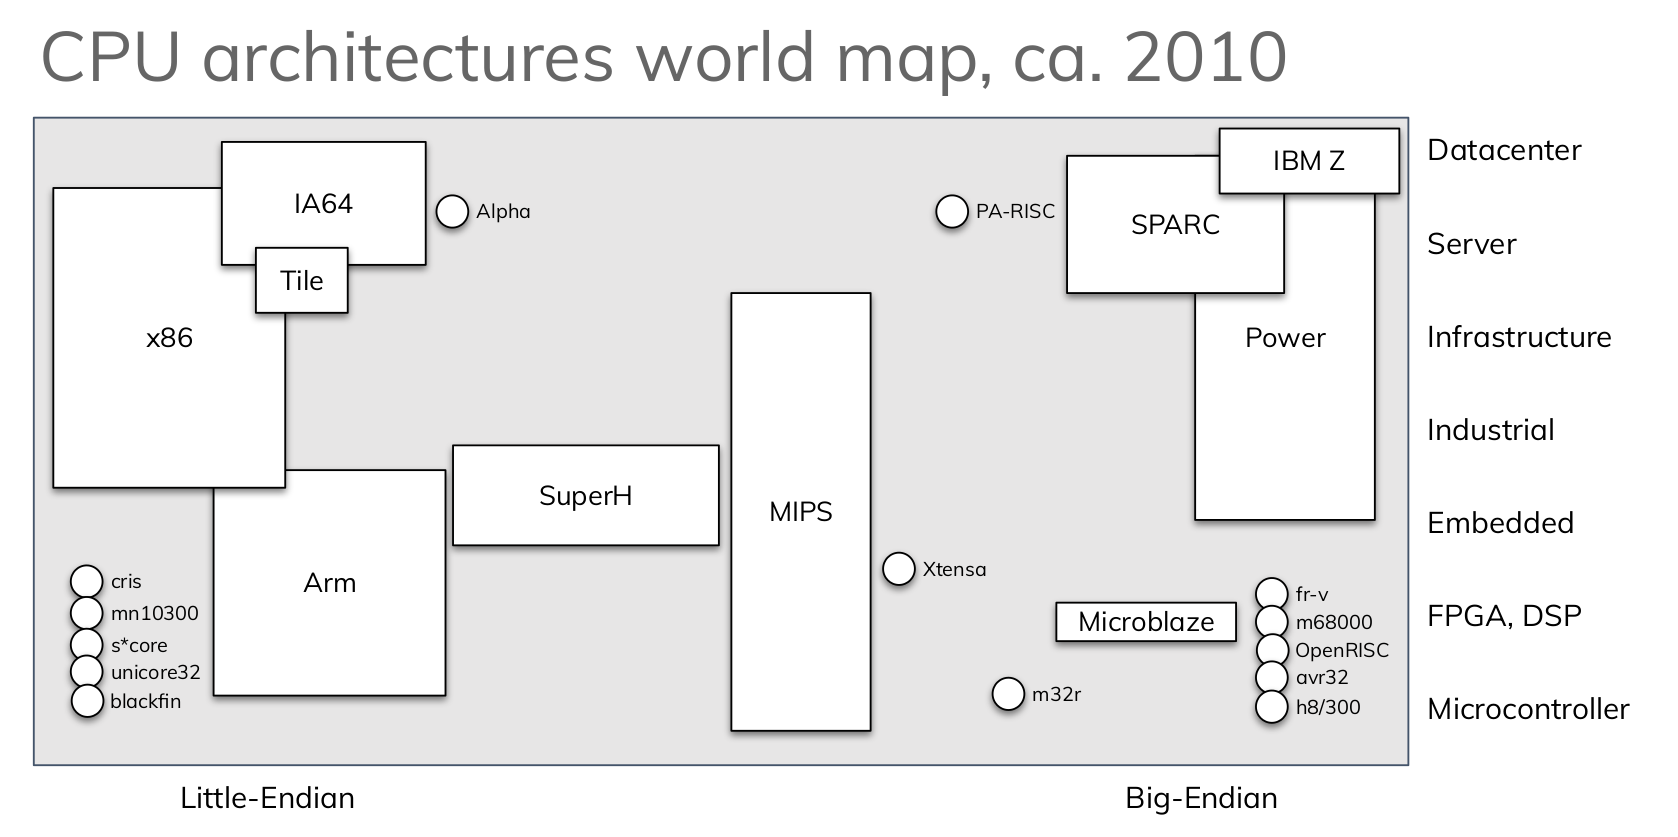 CPU architectures world map, ca. 2010
IBM Z
Datacenter
IA64
Alpha
PA-RISC
SPARC
Server
Tile
x86
Power
Infrastructure
Industrial
SuperH
MIPS
Embedded
Arm
Xtensa
cris
mn10300
s*core
unicore32
blackfin
Microblaze
fr-v
m68000
OpenRISC
avr32
h8/300
FPGA, DSP
m32r
Microcontroller
Little-Endian
Big-Endian